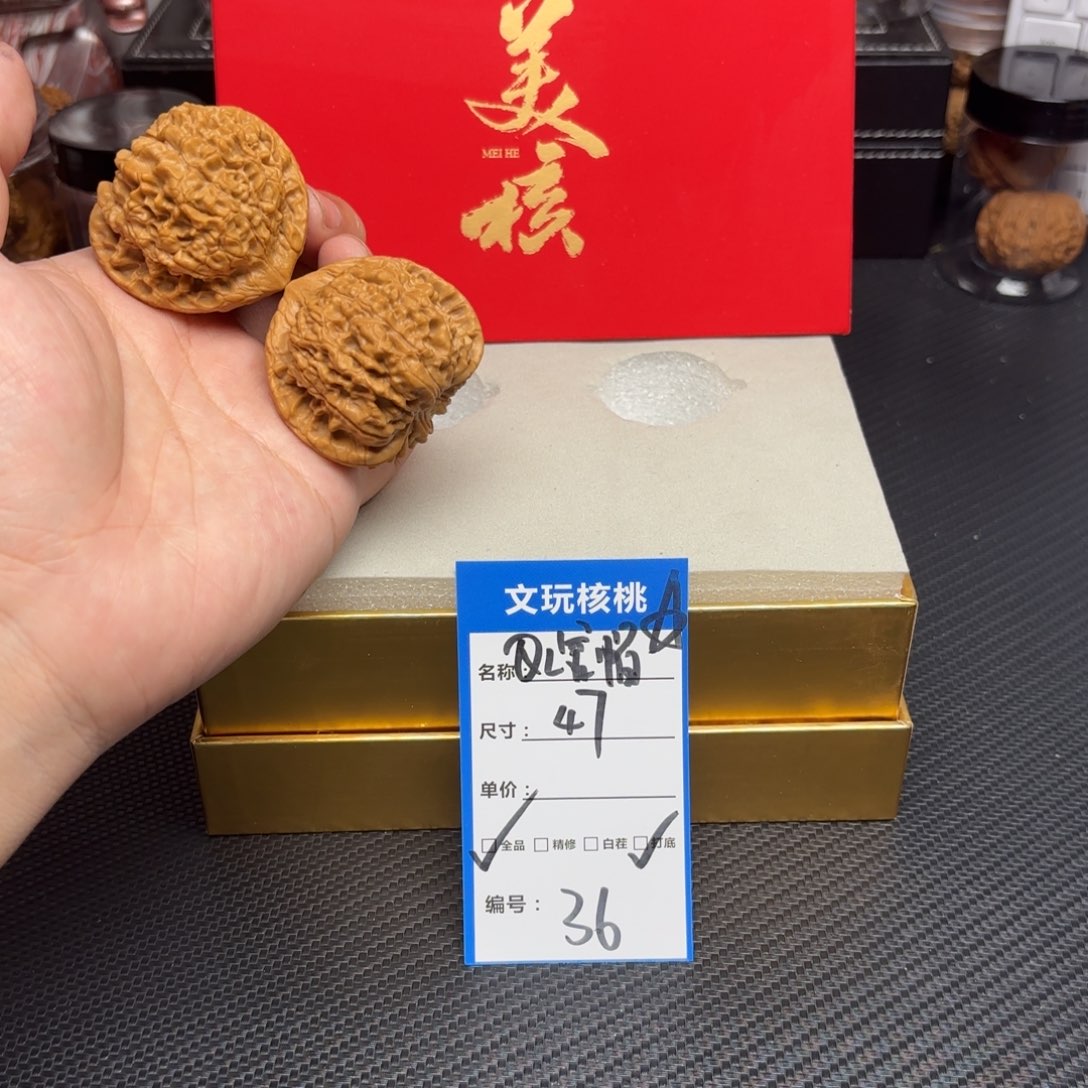 美核
MEI HE
文玩核桃
名称：
尺寸：47
单价：
全品 精修 白茬 打底
编号：36